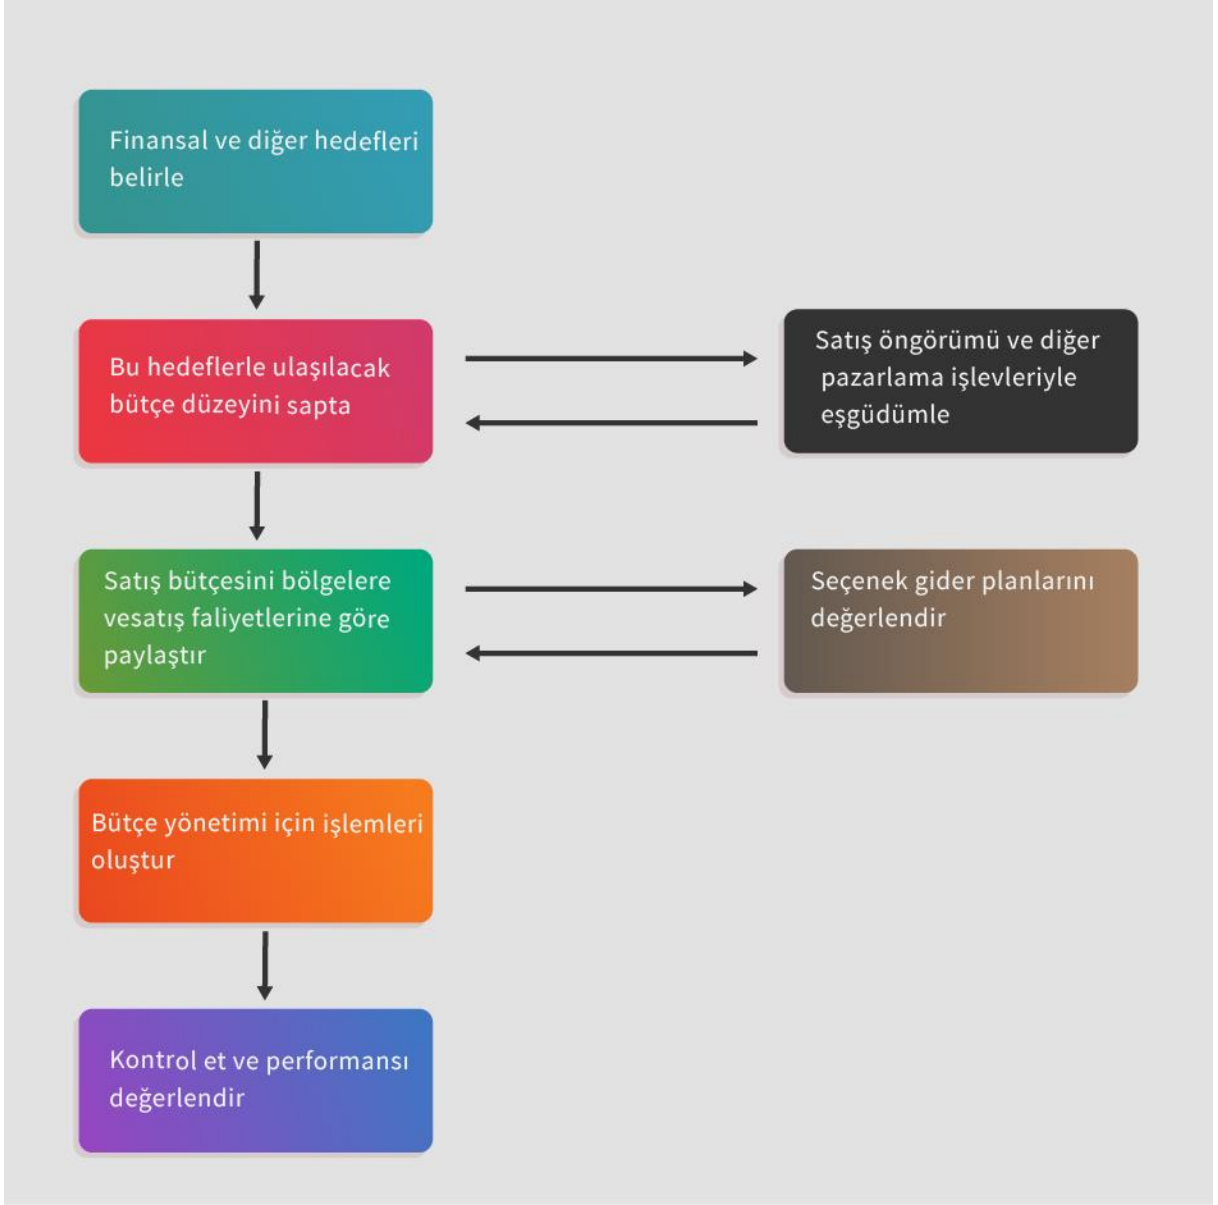 Finansal ve diğer hedefleri
belirle
Bu hedeflerle ulaşılacak
bütçe düzeyini sapta
Satış öngörümü ve diğer
pazarlama işlevleriyle
eşgüdümle
Satış bütçesini bölgelere
vesatış faliyetlerine göre
paylaştır
Seçenek gider planlarını
değerlendir
Bütçe yönetimi için işlemleri
oluştur
Kontrol et ve performansı
değerlendir